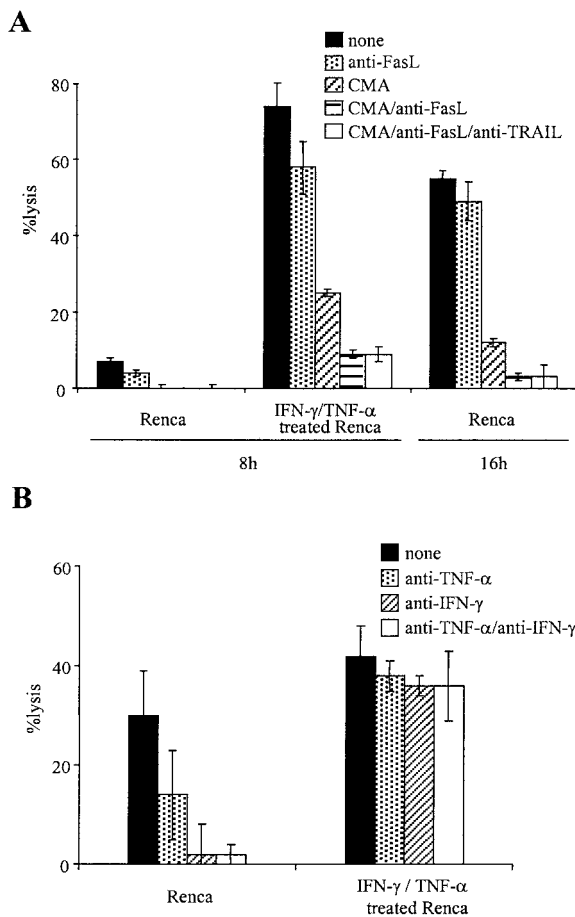 A
none
anti-FasL
CMA
CMA/anti-FasL
CMA/anti-FasL/anti-TRAIL
80
60
40
20
0
%lysis
Renca
IFN-γ/TNF-α
treated Renca
Renca
8h
16h
B
none
anti-TNF-α
anti-IFN-γ
anti-TNF-α/anti-IFN-γ
60
40
20
0
%lysis
Renca
IFN-γ / TNF-α
treated Renca